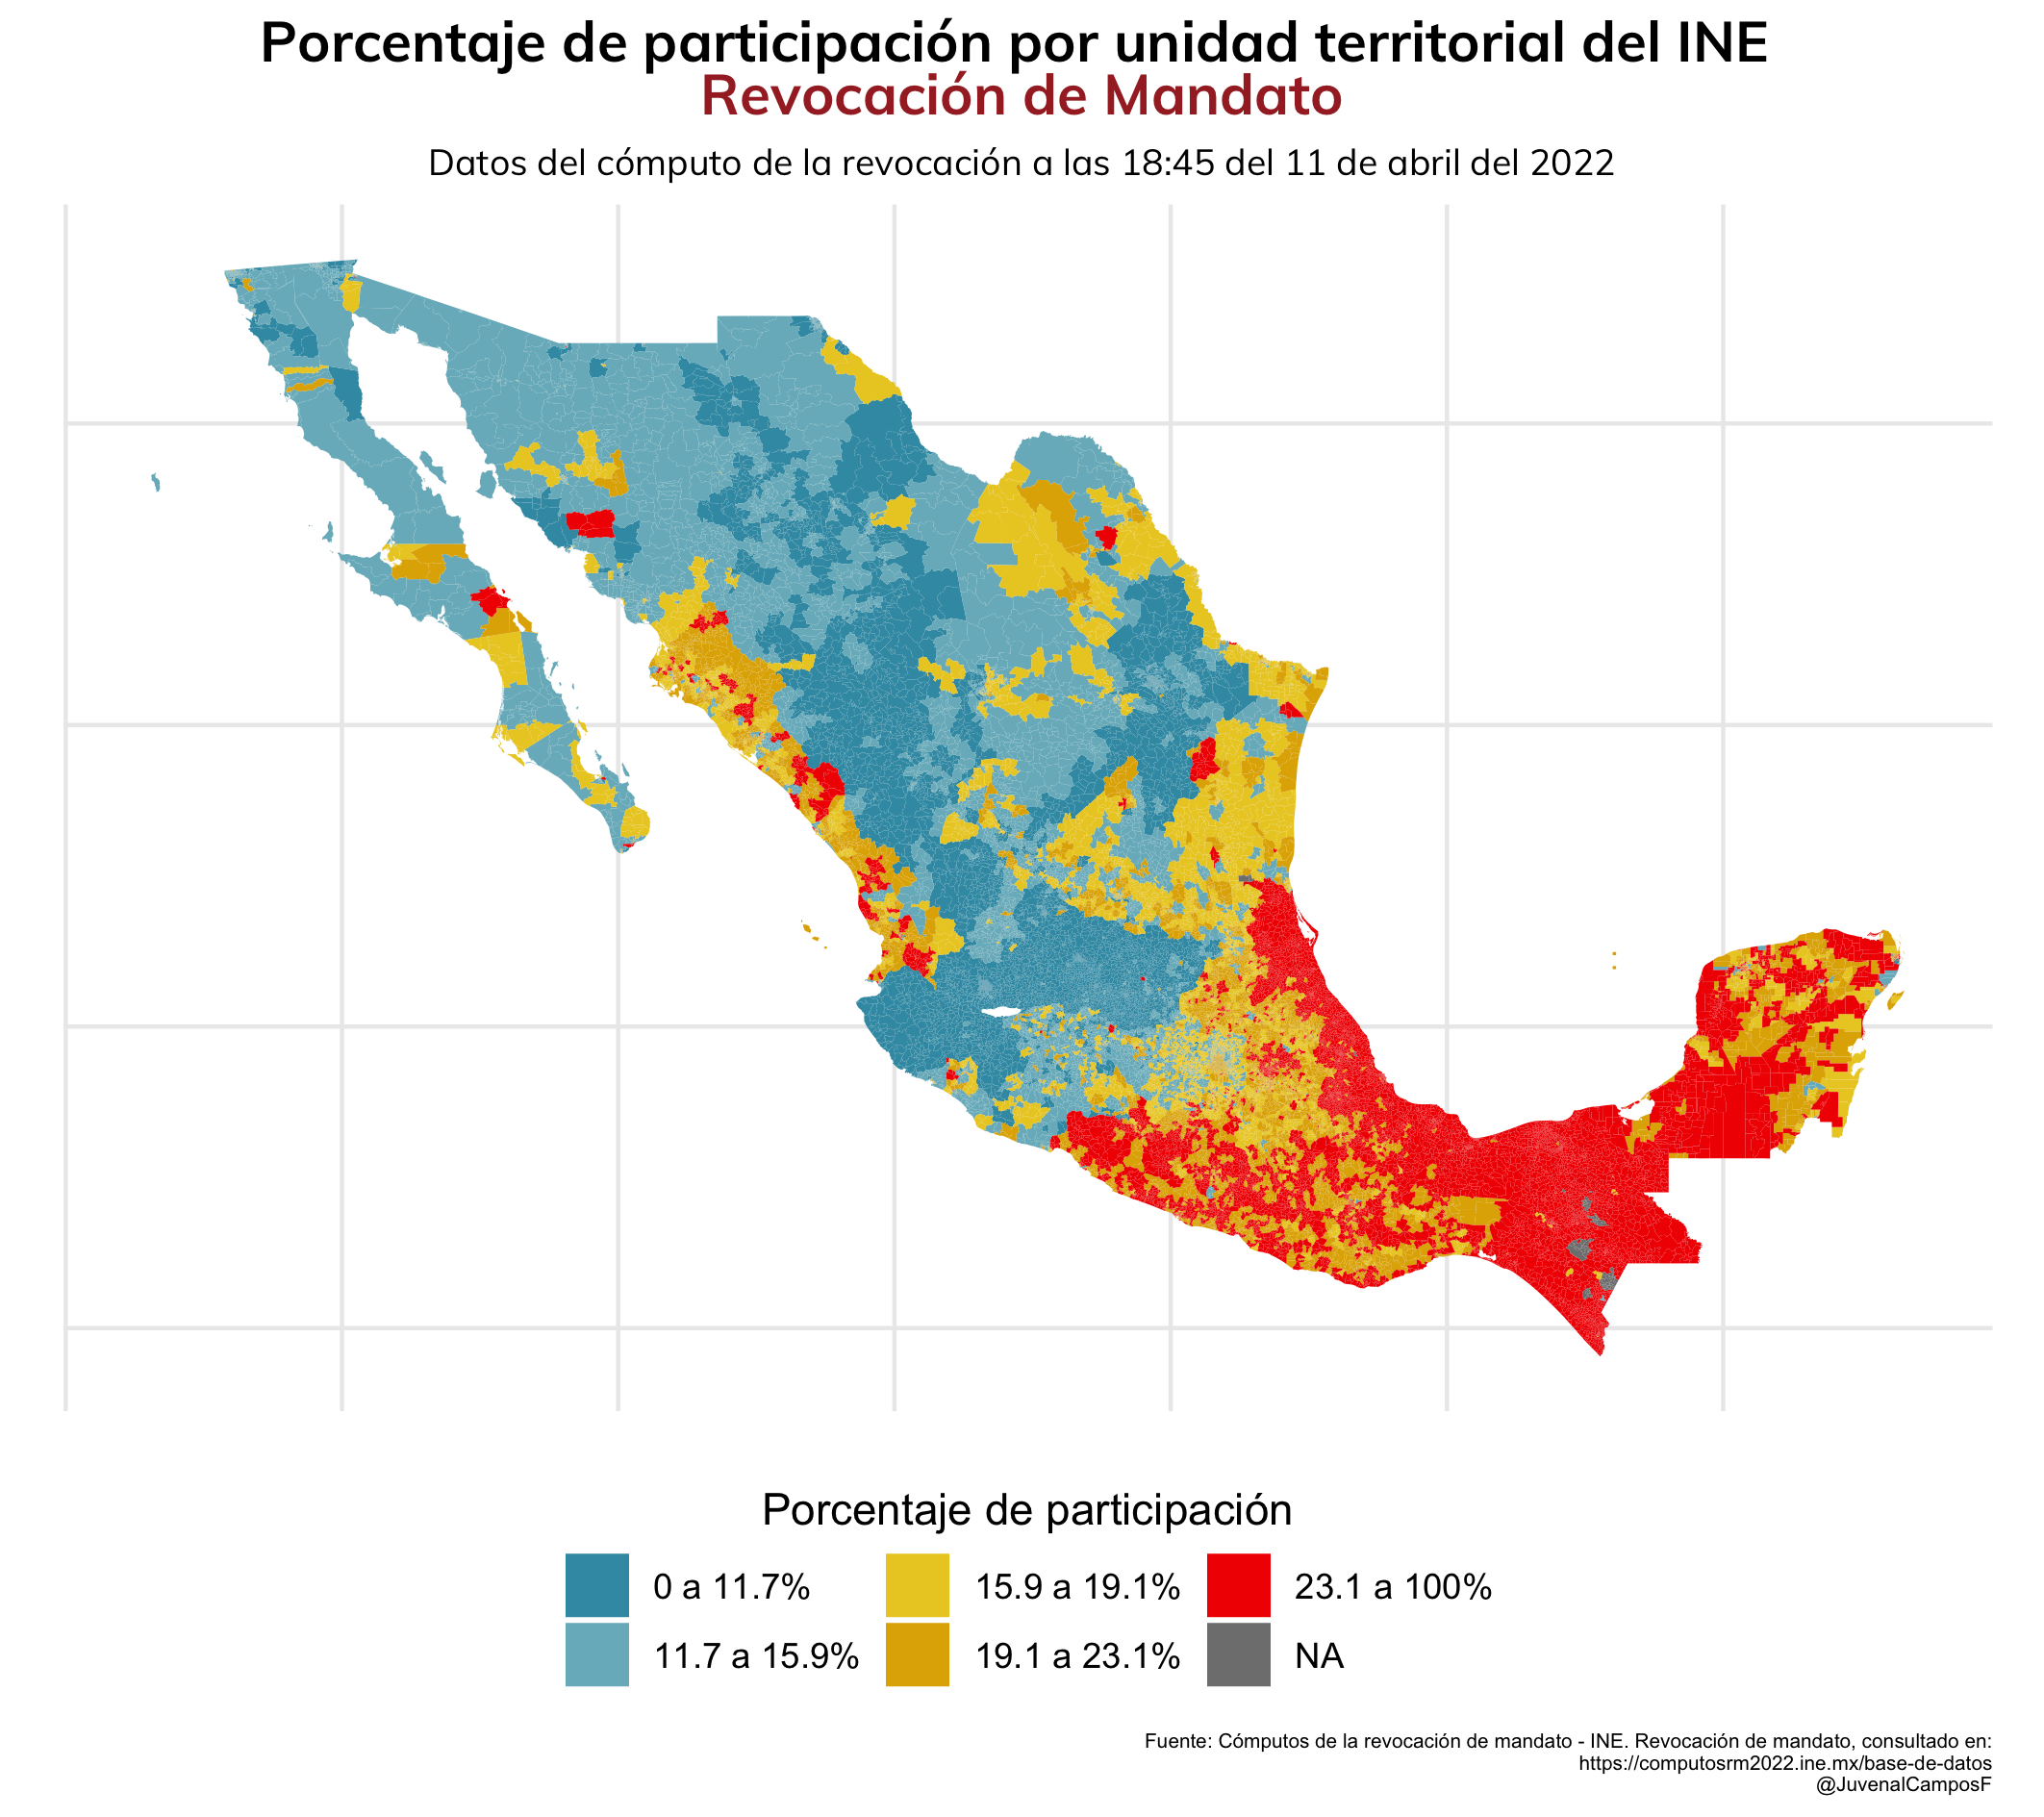 Porcentaje de participación por unidad territorial del INE
Revocación de Mandato
Datos del cómputo de la revocación a las 18:45 del 11 de abril del 2022
Porcentaje de participación
0 a 11.7%
11.7 a 15.9%
15.9 a 19.1%
19.1 a 23.1%
23.1 a 100%
NA
Fuente: Cómputos de la revocación de mandato - INE. Revocación de mandato, consultado en:
https://computosrm2022.ine.mx/base-de-datos
@JuvenalCamposF